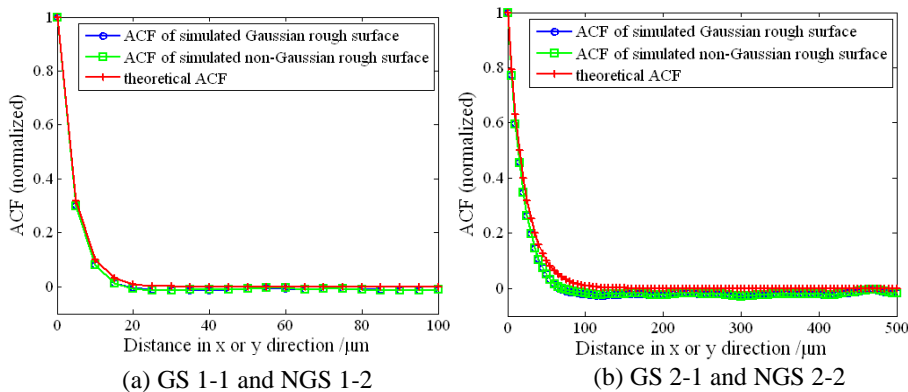 ACF of simulated Gaussian rough surface
ACF of simulated non-Gaussian rough surface
theoretical ACF
1
0.8
0.6
0.4
0.2
0
ACF (normalized)
0 20 40 60 80 100
Distance in x or y direction /μm
(a) GS 1-1 and NGS 1-2
ACF of simulated Gaussian rough surface
ACF of simulated non-Gaussian rough surface
theoretical ACF
1
0.8
0.6
0.4
0.2
0
ACF (normalized)
0 100 200 300 400 500
Distance in x or y direction /μm
(b) GS 2-1 and NGS 2-2